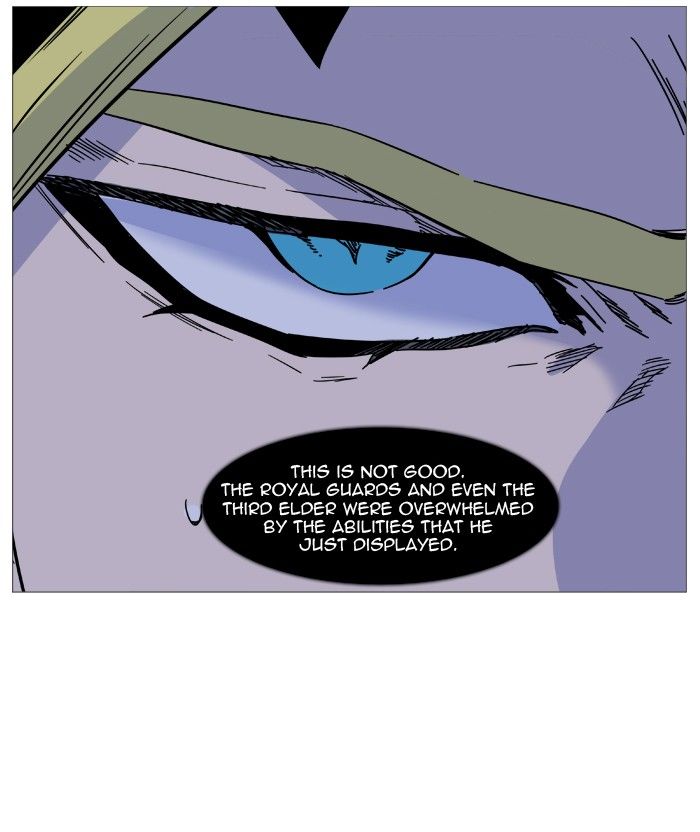 THIS IS NOT GOOD.
THE ROYAL GUARDS AND EVEN THE
THIRD ELDER WERE OVERWHELMED
BY THE ABILITIES THAT HE
JUST DISPLAYED.